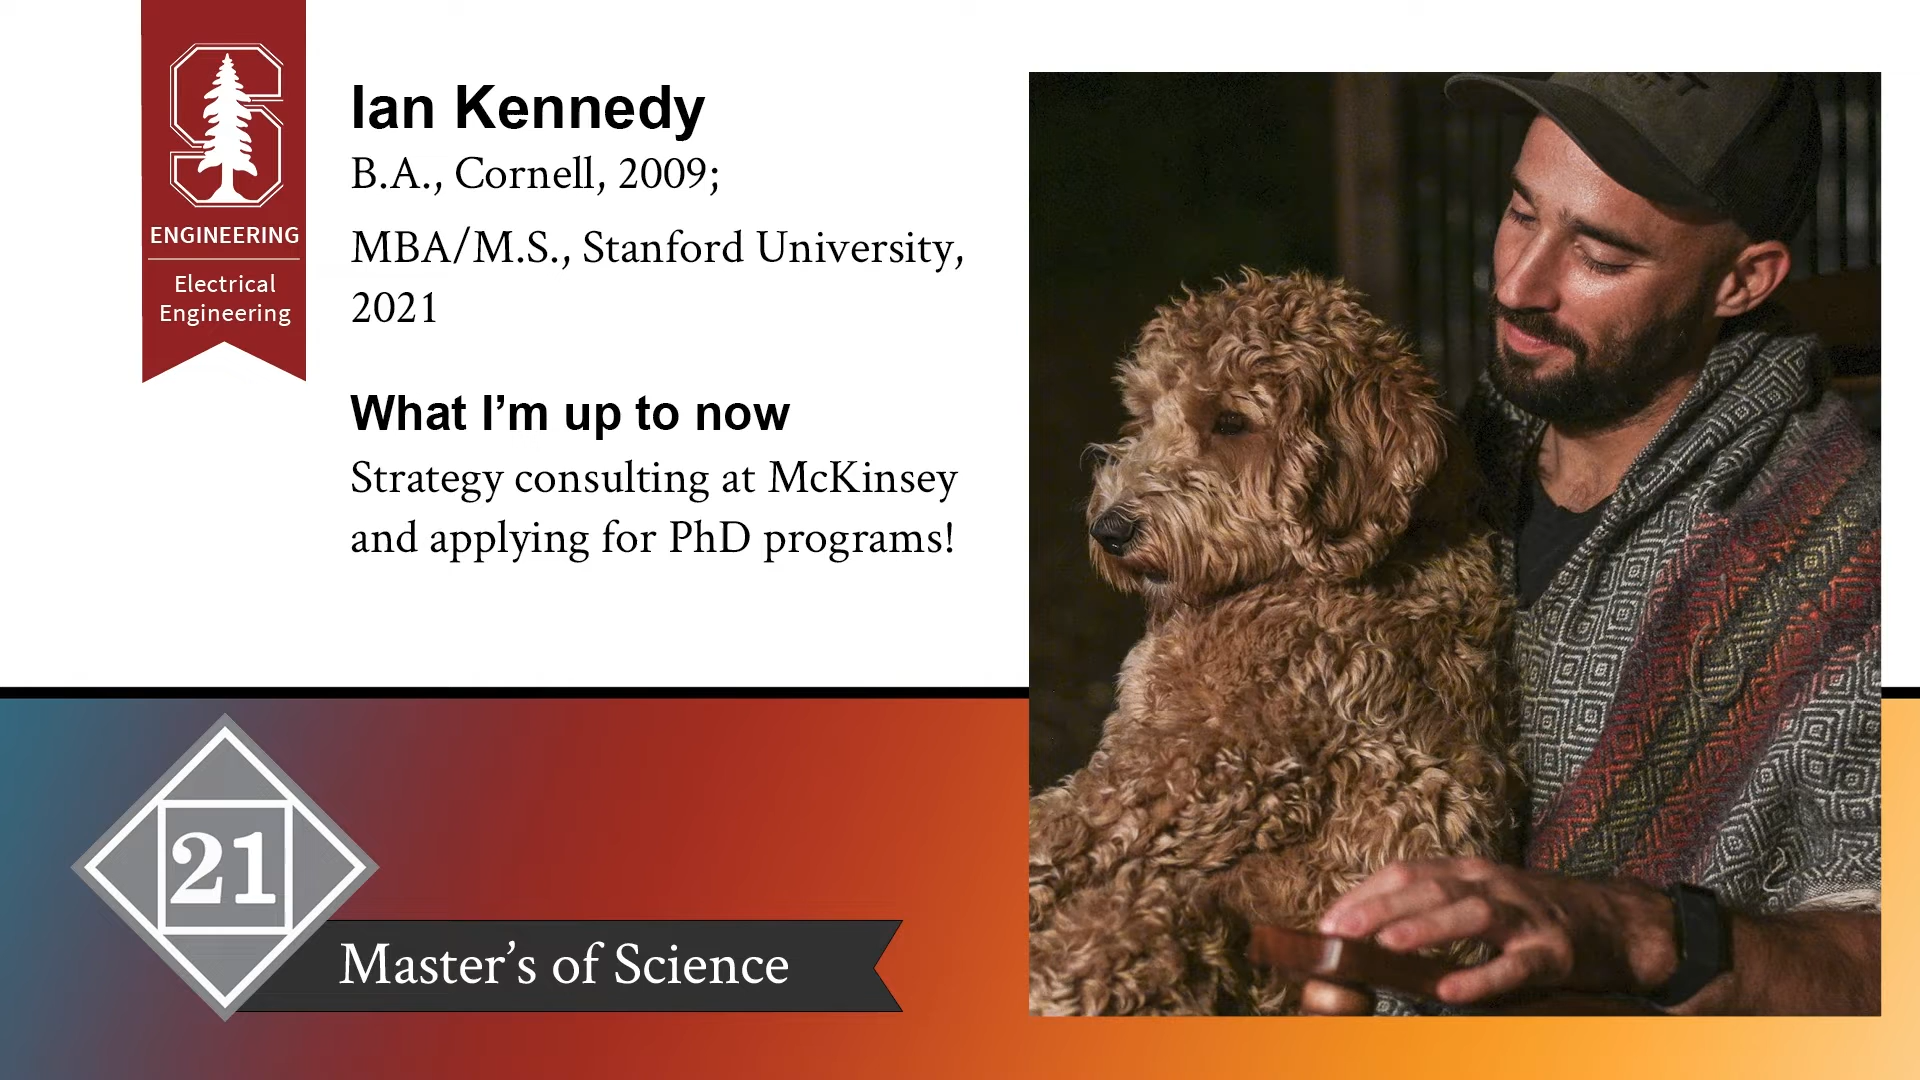 ENGINEERING
Electrical
Engineering
Ian Kennedy
B.A., Cornell, 2009;
MBA/M.S., Stanford University,
2021
What I’m up to now
Strategy consulting at McKinsey
and applying for PhD programs!
21
Master’s of Science